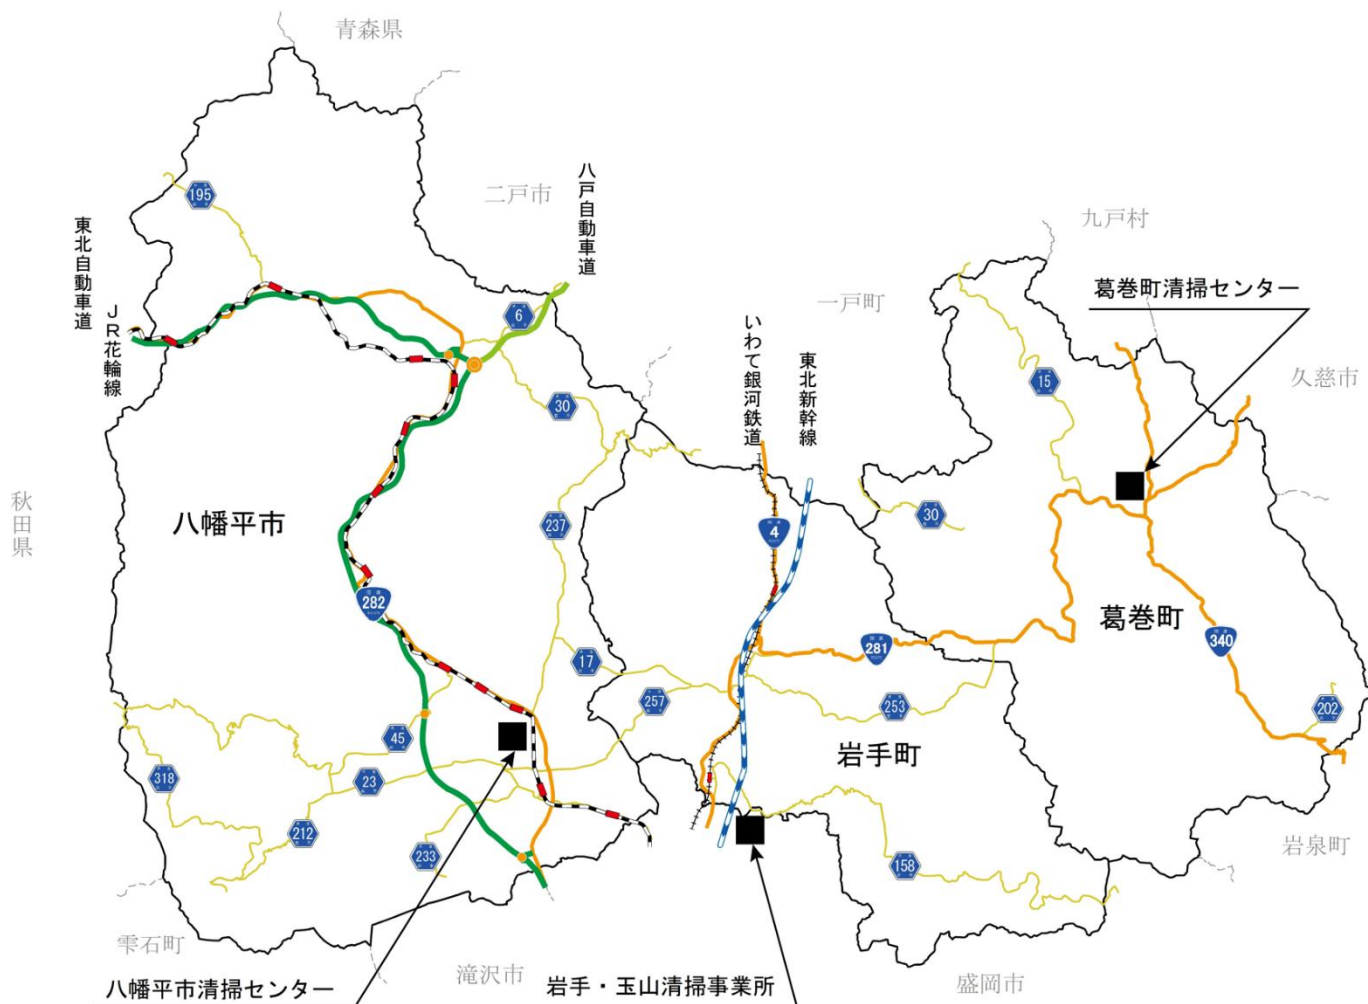 青森県
195
二戸市
八戸自動車道
九戸村
東北自動車道
JR花輪線
6
一戸町
葛巻町清掃センター
いわて銀河鉄道
東北新幹線
15
久慈市
30
秋田県
八幡平市
237
4
30
282
葛巻町
281
340
17
257
253
202
45
岩手町
318
23
212
233
158
岩泉町
雫石町
滝沢市
盛岡市
八幡平市清掃センター
岩手・玉山清掃事業所